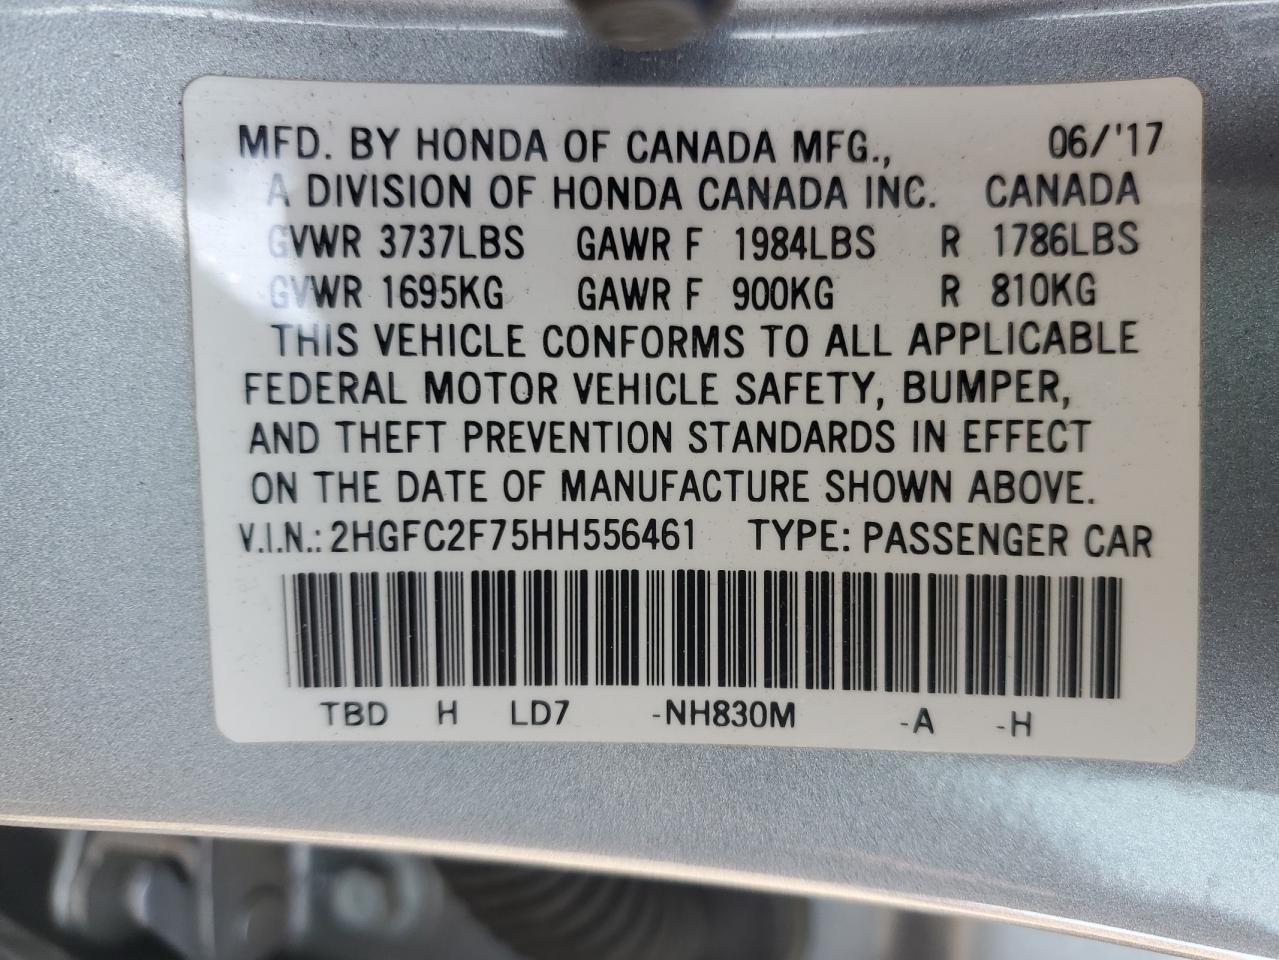 MFD. BY HONDA OF CANADA MFG., 06/'17
A DIVISION OF HONDA CANADA INC. CANADA
GVWR 3737LBS GAWR F 1984LBS R 1786LBS
GVWR 1695KG GAWR F 900KG R 810KG
THIS VEHICLE CONFORMS TO ALL APPLICABLE
FEDERAL MOTOR VEHICLE SAFETY, BUMPER,
AND THEFT PREVENTION STANDARDS IN EFFECT
ON THE DATE OF MANUFACTURE SHOWN ABOVE.
V.I.N.: 2HGFC2F75HH556461 TYPE: PASSENGER CAR
TBD H LD7 -NH830M -A -H